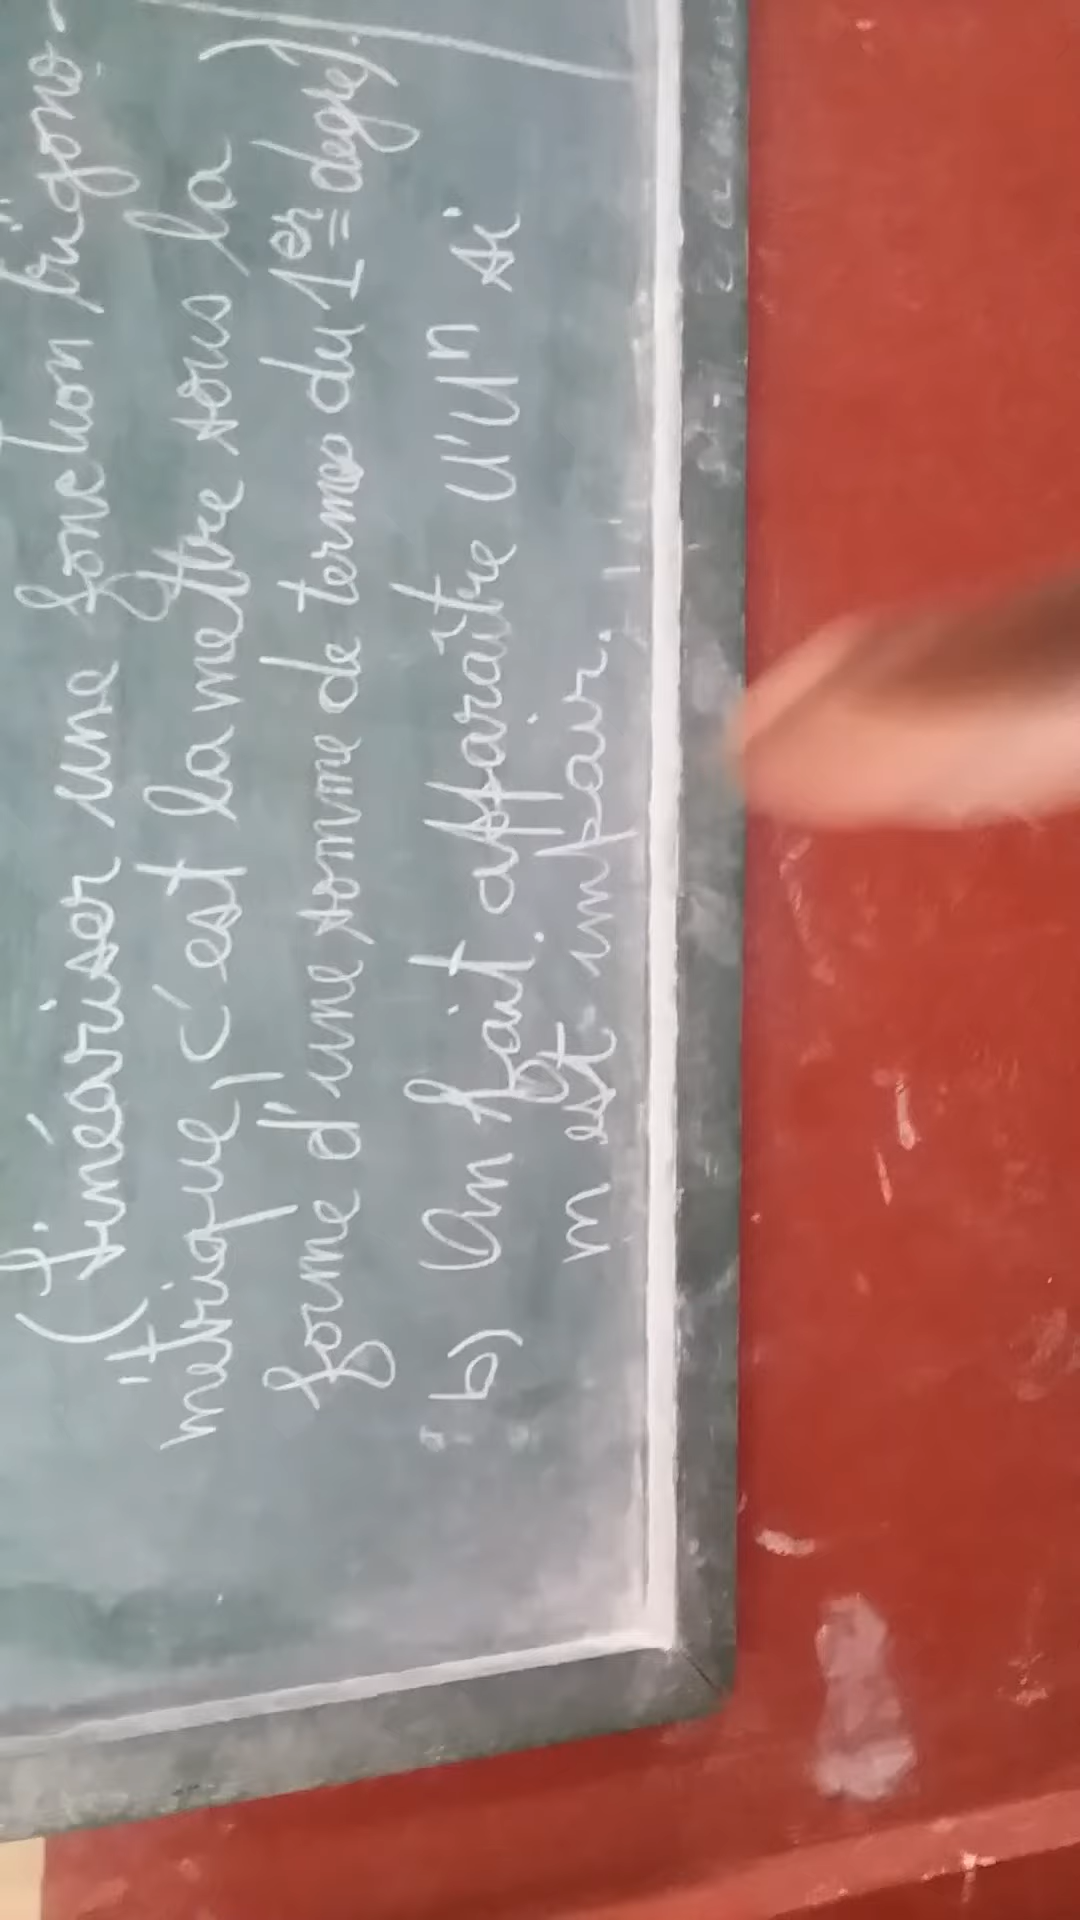 (Linéariser une fonction trigono-
métrique, c'est la mettre sous la
forme d'une somme de termes du 1er degré).
b) On fait apparaître u'uⁿ si
m est impair.